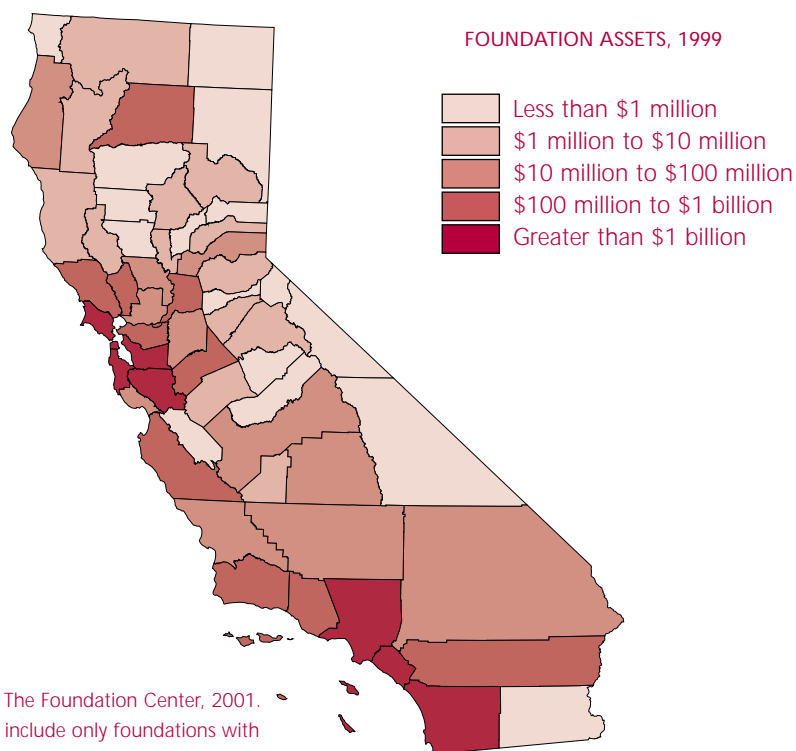 FOUNDATION ASSETS, 1999
Less than $1 million
$1 million to $10 million
$10 million to $100 million
$100 million to $1 billion
Greater than $1 billion
The Foundation Center, 2001.
include only foundations with